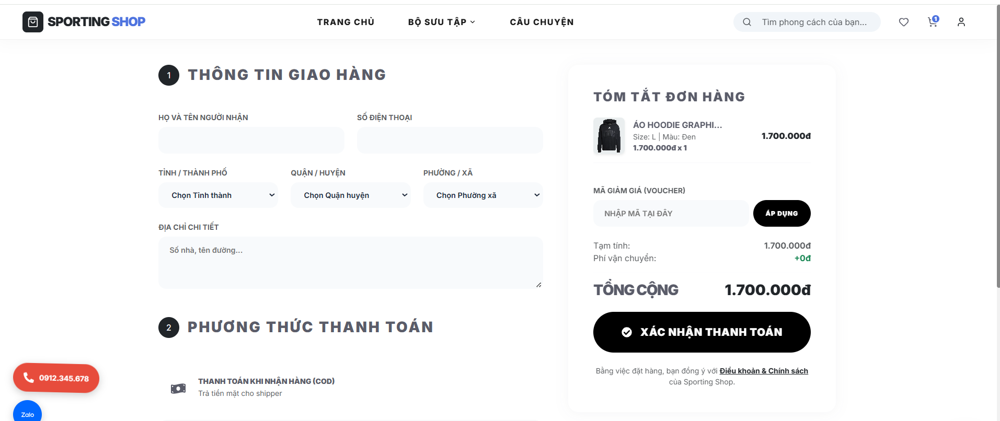 SPORTING SHOP
TRANG CHỦ
BỘ SƯU TẬP
CÂU CHUYỆN
Tìm phong cách của bạn...
1
1 THÔNG TIN GIAO HÀNG
HỌ VÀ TÊN NGƯỜI NHẬN
SỐ ĐIỆN THOẠI
TỈNH / THÀNH PHỐ
QUẬN / HUYỆN
PHƯỜNG / XÃ
Chọn Tỉnh thành
Chọn Quận huyện
Chọn Phường xã
ĐỊA CHỈ CHI TIẾT
Số nhà, tên đường...
2 PHƯƠNG THỨC THANH TOÁN
THANH TOÁN KHI NHẬN HÀNG (COD)
Trả tiền mặt cho shipper
0912.345.678
Zalo
TÓM TẮT ĐƠN HÀNG
ÁO HOODIE GRAPHI...
Size: L | Màu: Đen
1.700.000đ x 1
1.700.000đ
MÃ GIẢM GIÁ (VOUCHER)
NHẬP MÃ TẠI ĐÂY
ÁP DỤNG
Tạm tính: 1.700.000đ
Phí vận chuyển: +0đ
TỔNG CỘNG 1.700.000đ
XÁC NHẬN THANH TOÁN
Bằng việc đặt hàng, bạn đồng ý với Điều khoản & Chính sách
của Sporting Shop.